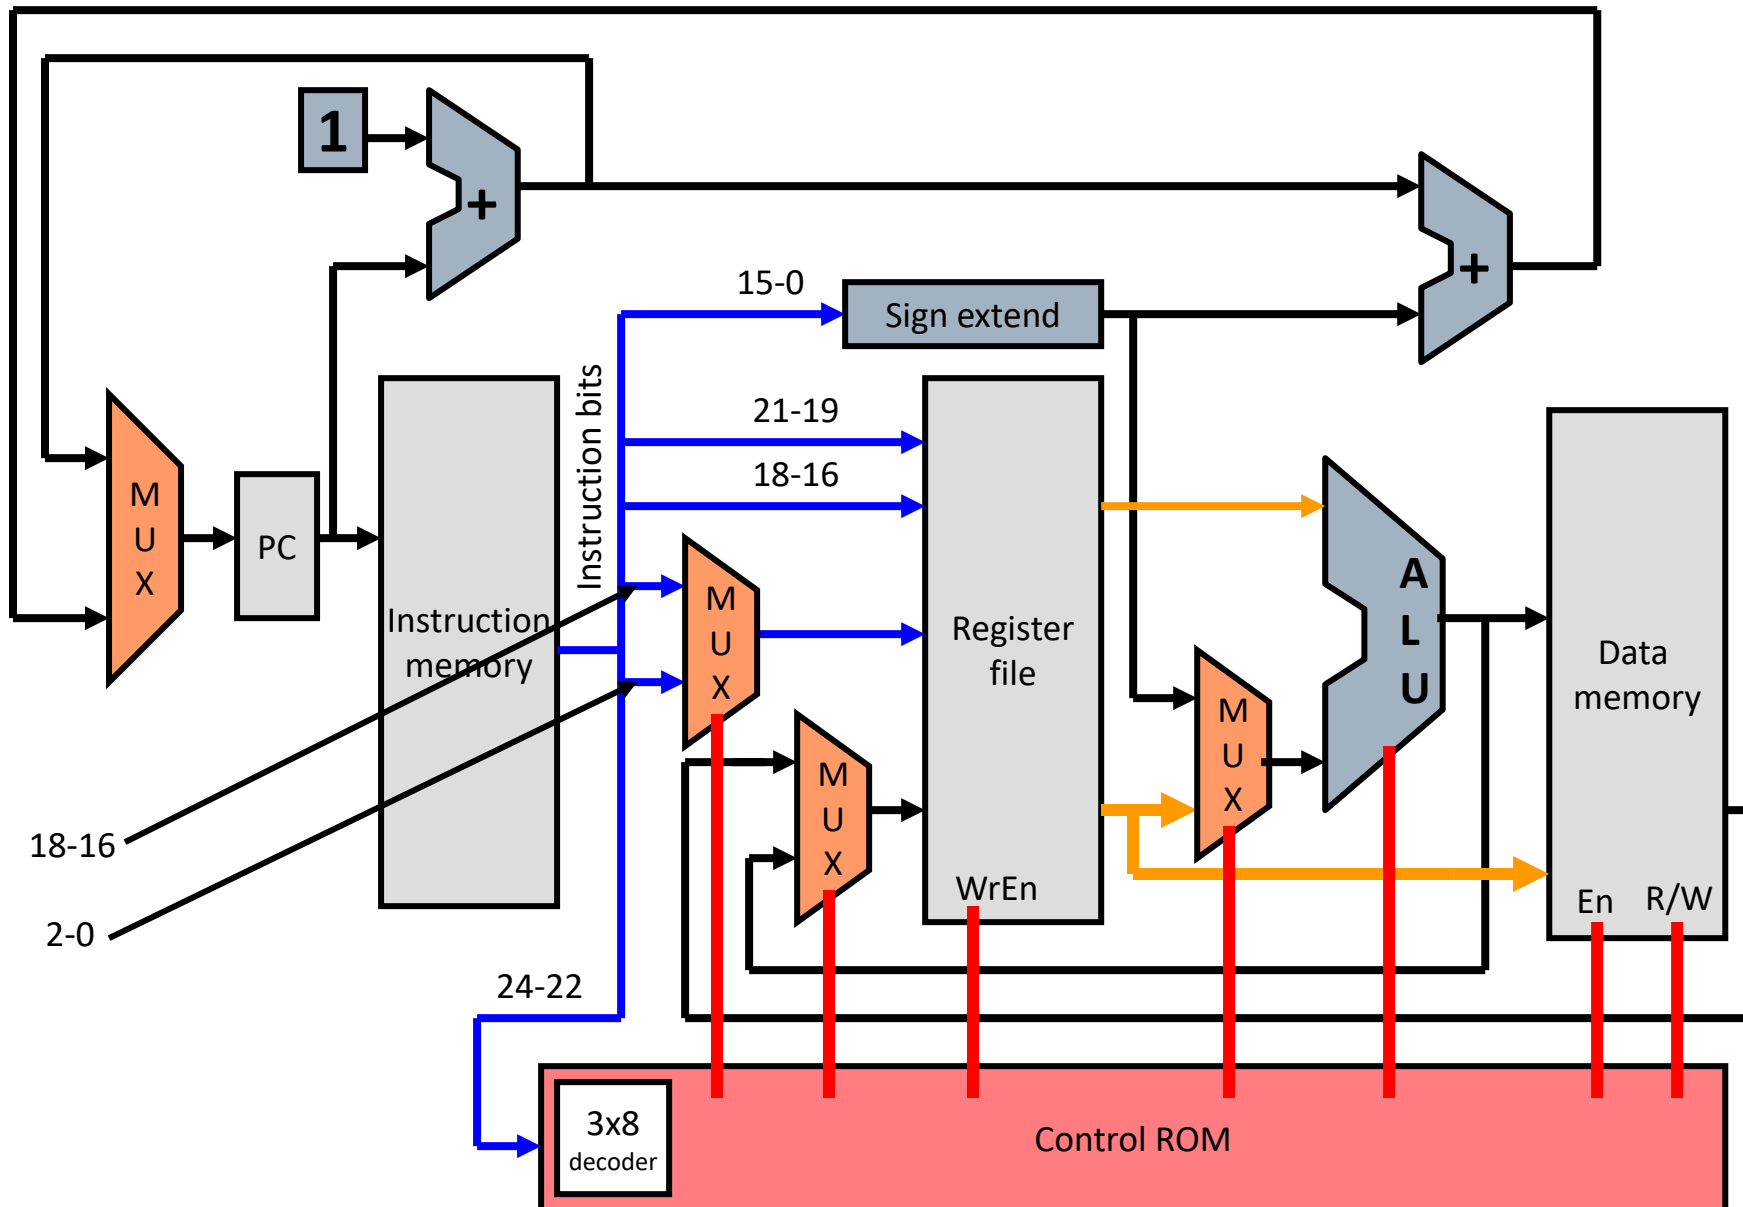 1
+
+
15-0
Sign extend
Instruction bits
21-19
18-16
M
U
X
PC
Instruction
memory
M
U
X
Register
file
WrEn
M
U
X
M
U
X
A
L
U
Data
memory
En
R/W
18-16
2-0
24-22
3x8
decoder
Control ROM